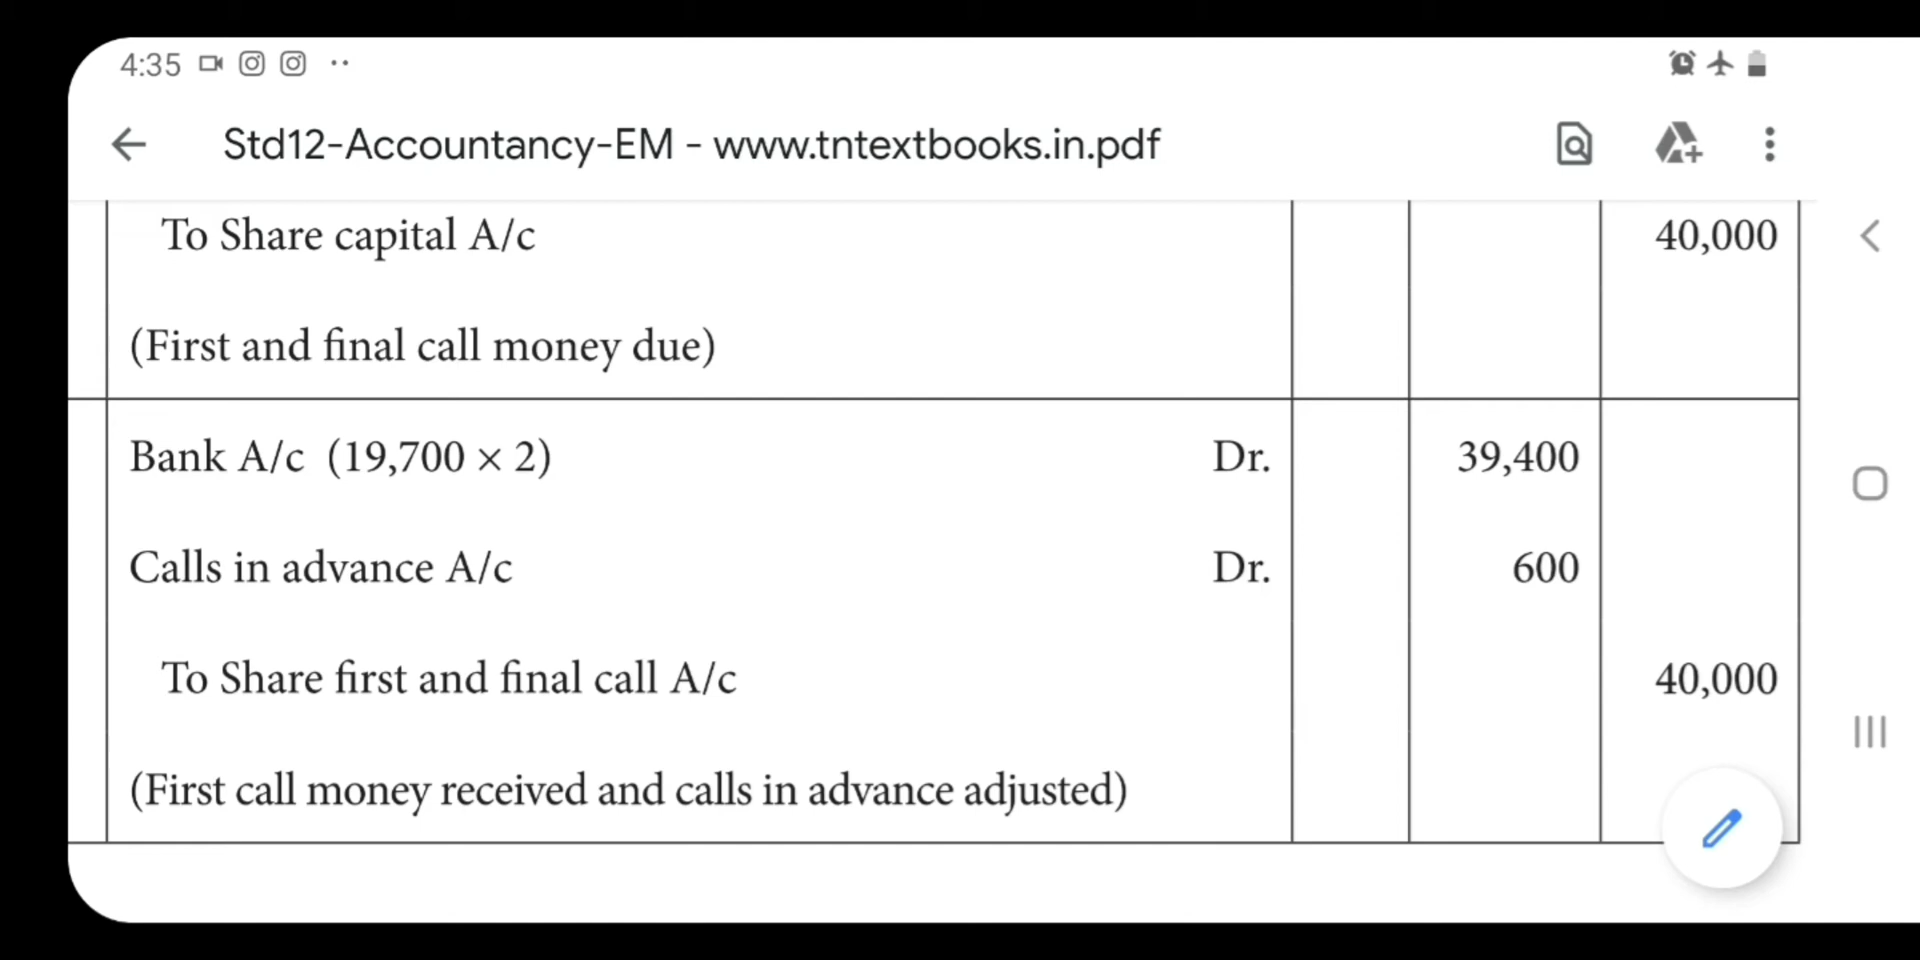 4:35
Std12-Accountancy-EM - www.tntextbooks.in.pdf
To Share capital A/c 40,000
(First and final call money due)
Bank A/c (19,700 × 2) Dr. 39,400
Calls in advance A/c Dr. 600
To Share first and final call A/c 40,000
(First call money received and calls in advance adjusted)